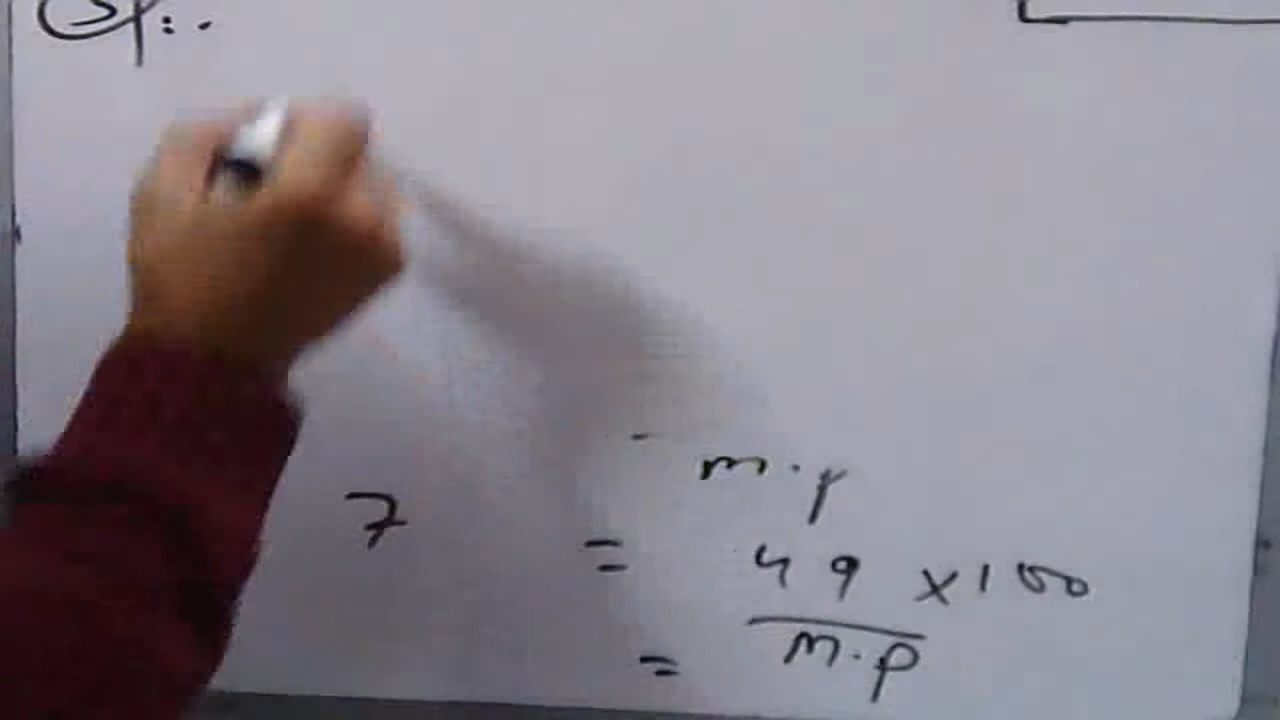 m.p
7 = 49 × 100
m.p
=